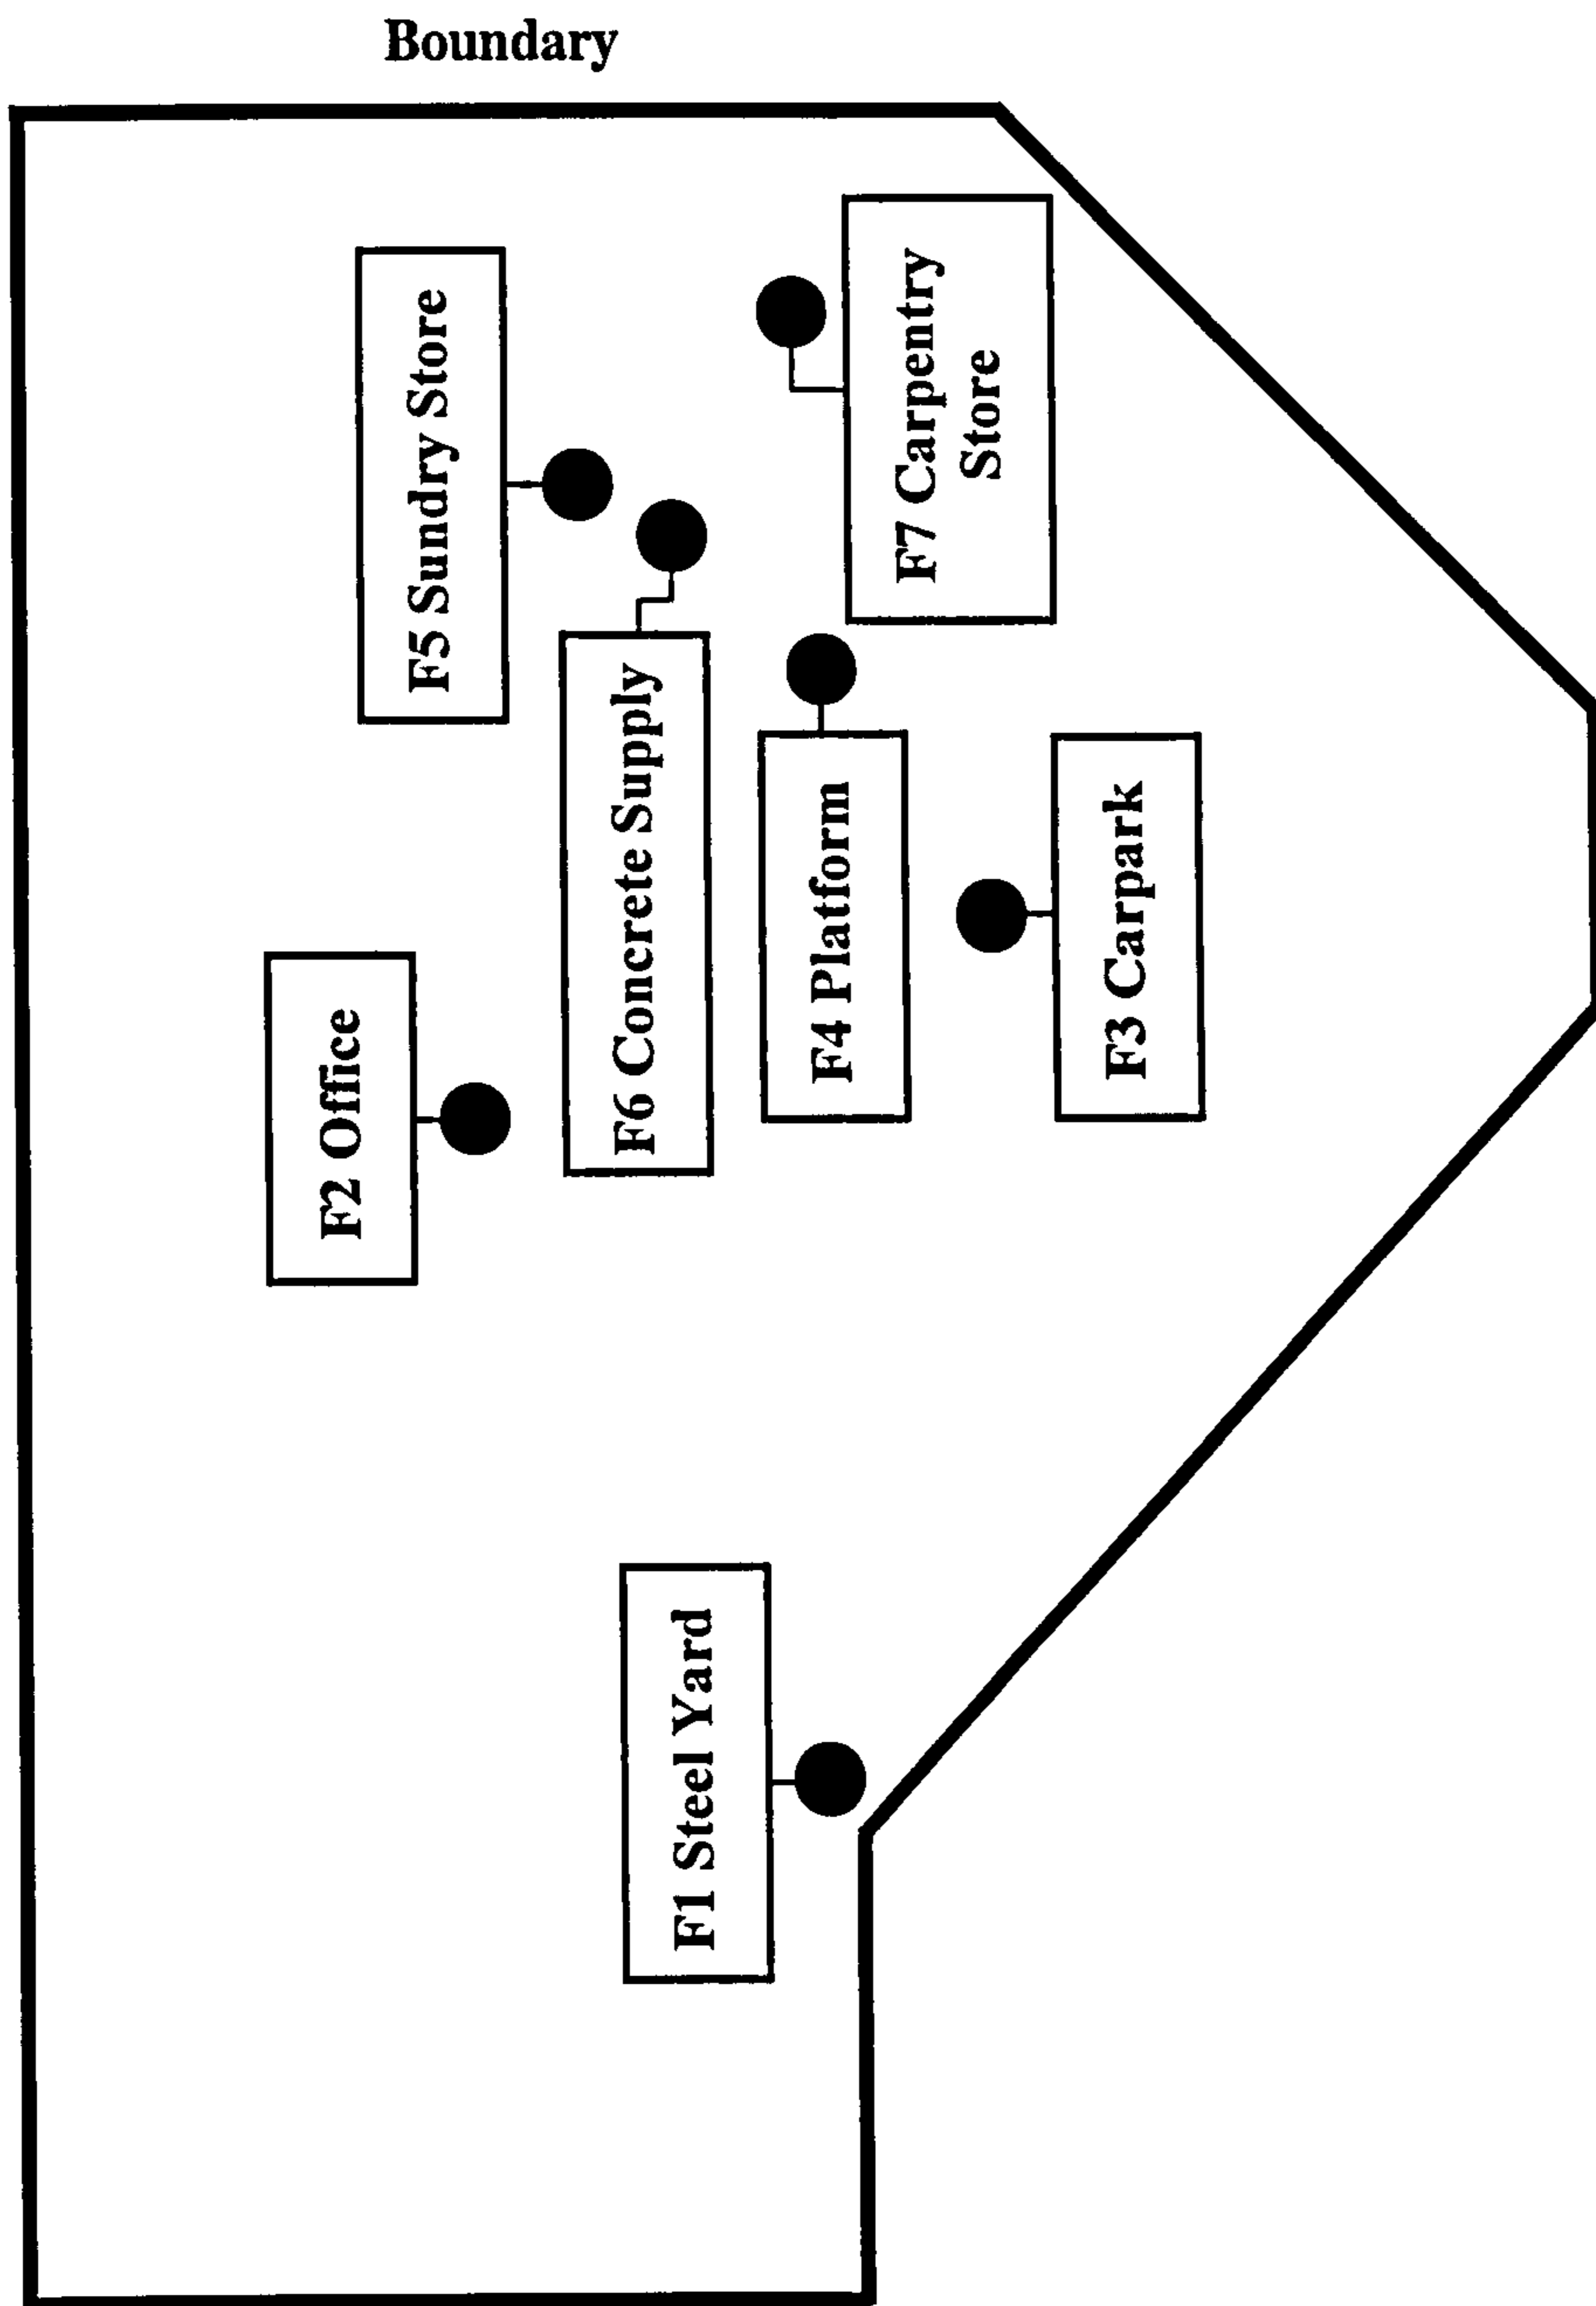 Boundary
F5 Sundry Store
F7 Carpentry
Store
F6 Concrete Supply
F4 Platform
F3 Carpark
F2 Office
F1 Steel Yard